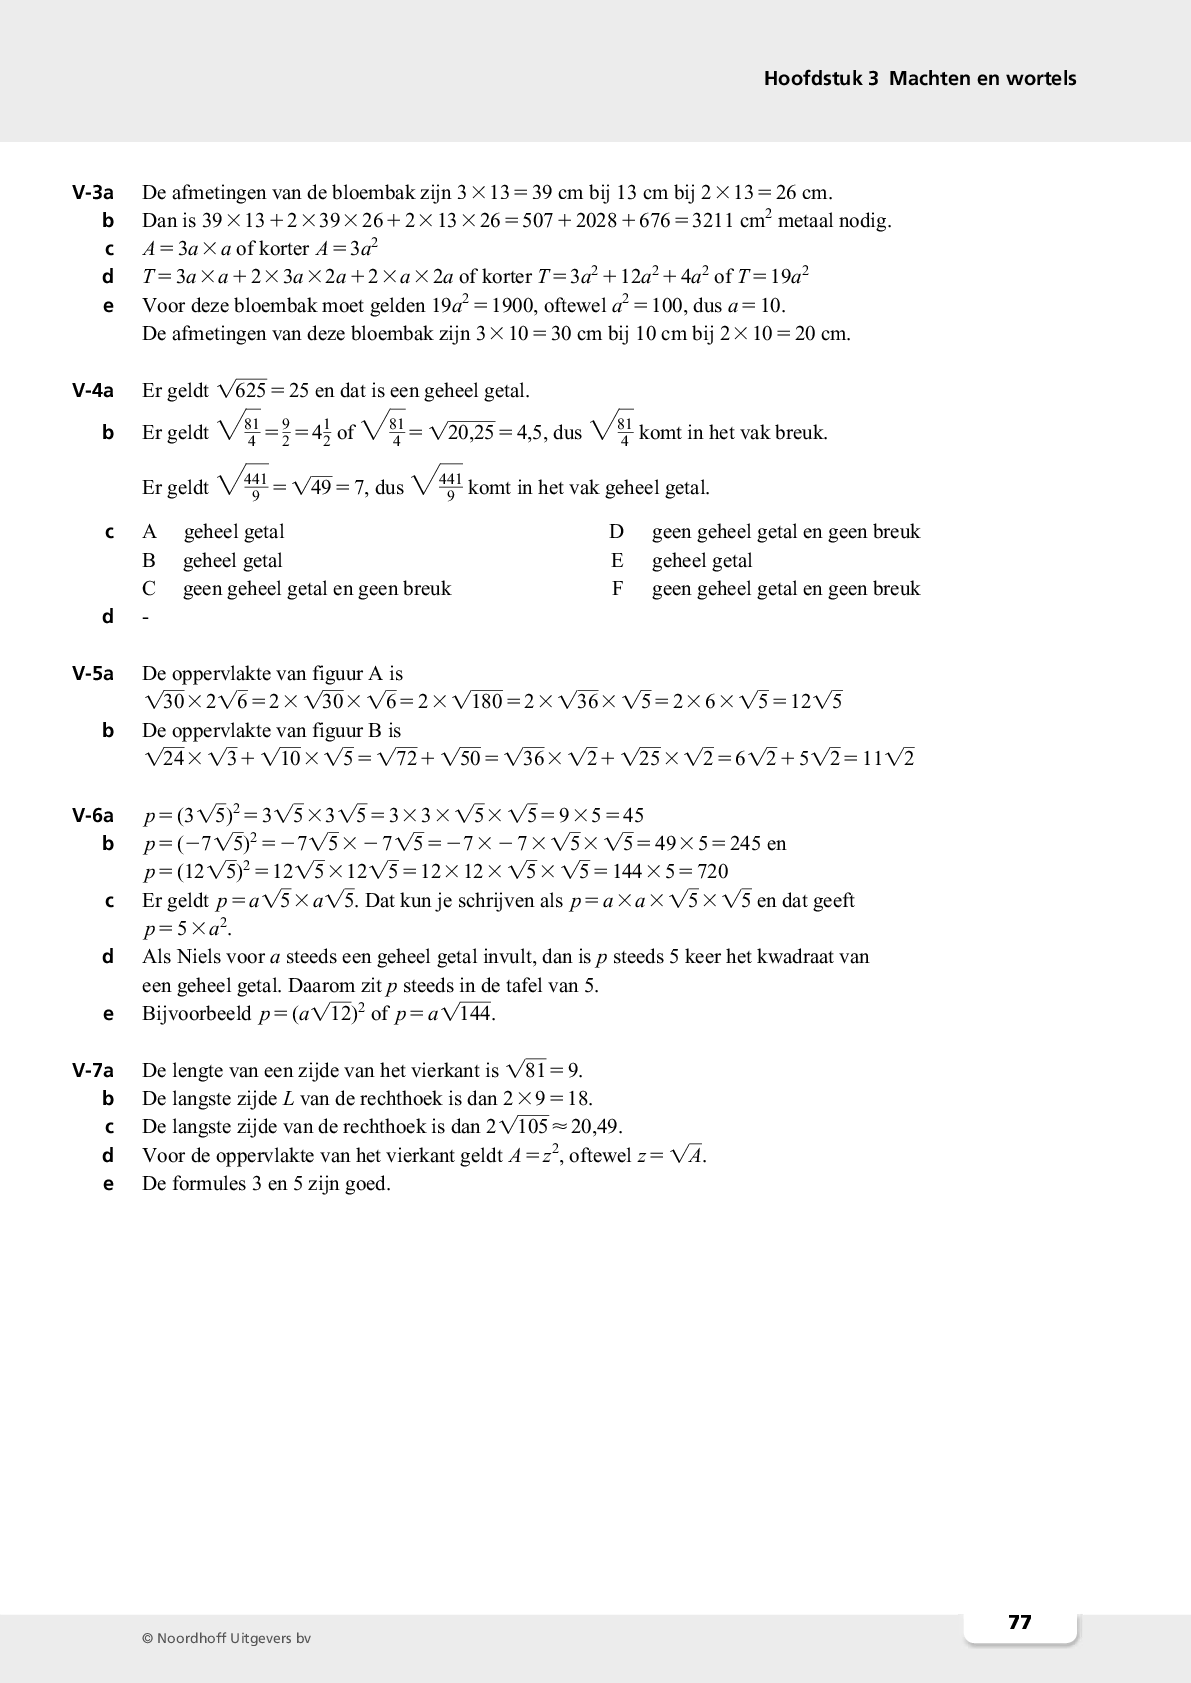 Hoofdstuk 3 Machten en wortels
V-3a De afmetingen van de bloembak zijn 3 × 13 = 39 cm bij 13 cm bij 2 × 13 = 26 cm.
b Dan is 39 × 13 + 2 × 39 × 26 + 2 × 13 × 26 = 507 + 2028 + 676 = 3211 cm² metaal nodig.
c A = 3a × a of korter A = 3a²
d T = 3a × a + 2 × 3a × 2a + 2 × a × 2a of korter T = 3a² + 12a² + 4a² of T = 19a²
e Voor deze bloembak moet gelden 19a² = 1900, oftewel a² = 100, dus a = 10.
De afmetingen van deze bloembak zijn 3 × 10 = 30 cm bij 10 cm bij 2 × 10 = 20 cm.
V-4a Er geldt √625 = 25 en dat is een geheel getal.
b Er geldt √(81/4) = 9/2 = 4 1/2 of √(81/4) = √20,25 = 4,5, dus √(81/4) komt in het vak breuk.
Er geldt √(441/9) = √49 = 7, dus √(441/9) komt in het vak geheel getal.
c A geheel getal D geen geheel getal en geen breuk
B geheel getal E geheel getal
C geen geheel getal en geen breuk F geen geheel getal en geen breuk
d -
V-5a De oppervlakte van figuur A is
√30 × 2√6 = 2 × √30 × √6 = 2 × √180 = 2 × √36 × √5 = 2 × 6 × √5 = 12√5
b De oppervlakte van figuur B is
√24 × √3 + √10 × √5 = √72 + √50 = √36 × √2 + √25 × √2 = 6√2 + 5√2 = 11√2
V-6a p = (3√5)² = 3√5 × 3√5 = 3 × 3 × √5 × √5 = 9 × 5 = 45
b p = (−7√5)² = −7√5 × −7√5 = −7 × −7 × √5 × √5 = 49 × 5 = 245 en
p = (12√5)² = 12√5 × 12√5 = 12 × 12 × √5 × √5 = 144 × 5 = 720
c Er geldt p = a√5 × a√5. Dat kun je schrijven als p = a × a × √5 × √5 en dat geeft
p = 5 × a².
d Als Niels voor a steeds een geheel getal invult, dan is p steeds 5 keer het kwadraat van
een geheel getal. Daarom zit p steeds in de tafel van 5.
e Bijvoorbeeld p = (a√12)² of p = a√144.
V-7a De lengte van een zijde van het vierkant is √81 = 9.
b De langste zijde L van de rechthoek is dan 2 × 9 = 18.
c De langste zijde van de rechthoek is dan 2√105 ≈ 20,49.
d Voor de oppervlakte van het vierkant geldt A = z², oftewel z = √A.
e De formules 3 en 5 zijn goed.
77
© Noordhoff Uitgevers bv